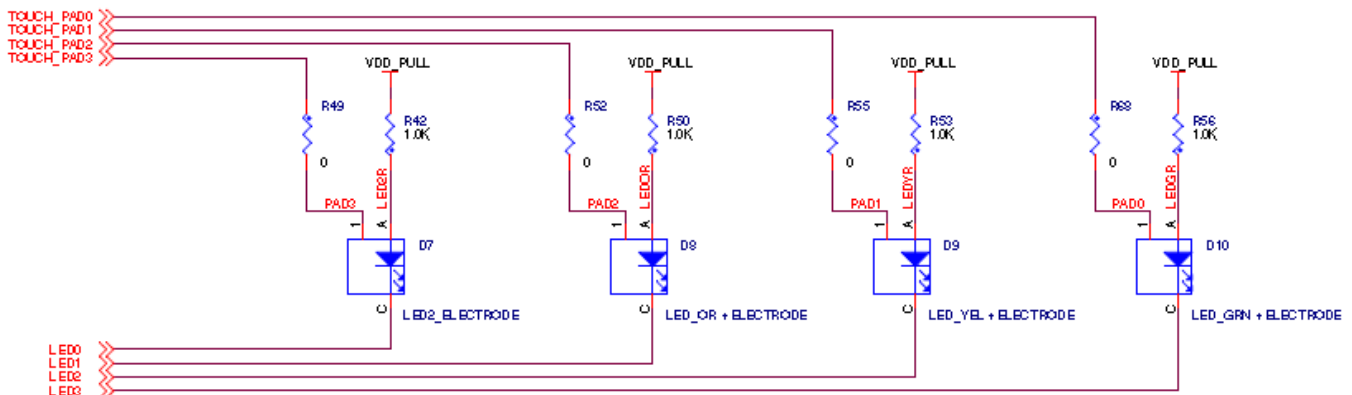 TOUCH_PAD0
TOUCH_PAD1
TOUCH_PAD2
TOUCH_PAD3
VDD_PULL VDD_PULL VDD_PULL VDD_PULL
R49 R42 1.0K R52 R50 1.0K R55 R53 1.0K R68 R56 1.0K
0 0 0 0
LED2R LEDOR LEDYR LEDGR
PAD3 PAD2 PAD1 PAD0
1 A 1 A 1 A 1 A
D7 D8 D9 D10
C LED2_ELECTRODE C LED_OR + ELECTRODE C LED_YEL + ELECTRODE C LED_GRN + ELECTRODE
LED0
LED1
LED2
LED3